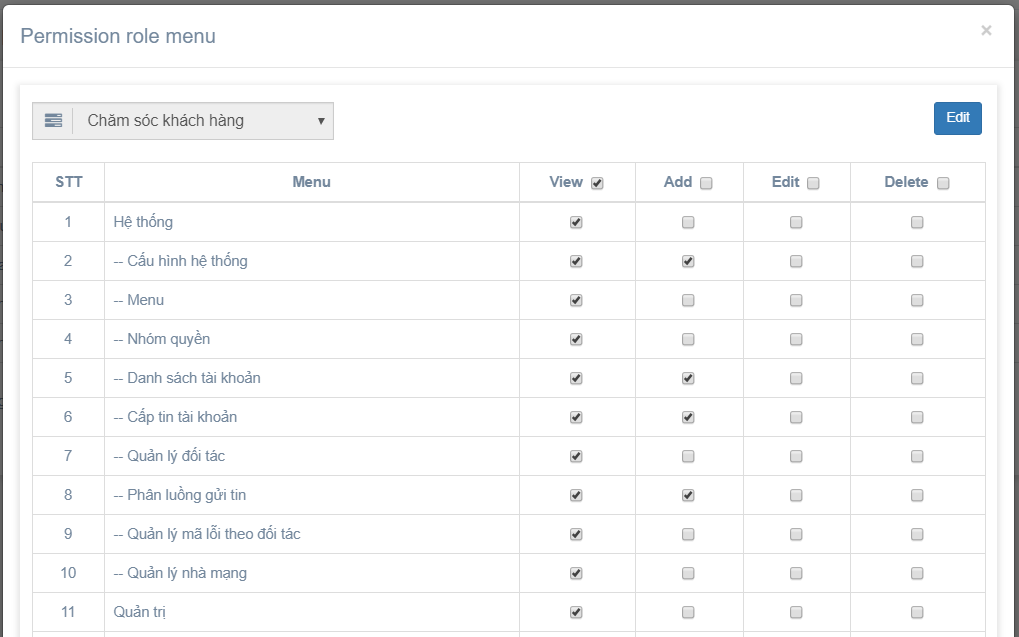 Permission role menu ×
Chăm sóc khách hàng
Edit
STT Menu View Add Edit Delete
1 Hệ thống
2 -- Cấu hình hệ thống
3 -- Menu
4 -- Nhóm quyền
5 -- Danh sách tài khoản
6 -- Cấp tin tài khoản
7 -- Quản lý đối tác
8 -- Phân luồng gửi tin
9 -- Quản lý mã lỗi theo đối tác
10 -- Quản lý nhà mạng
11 Quản trị